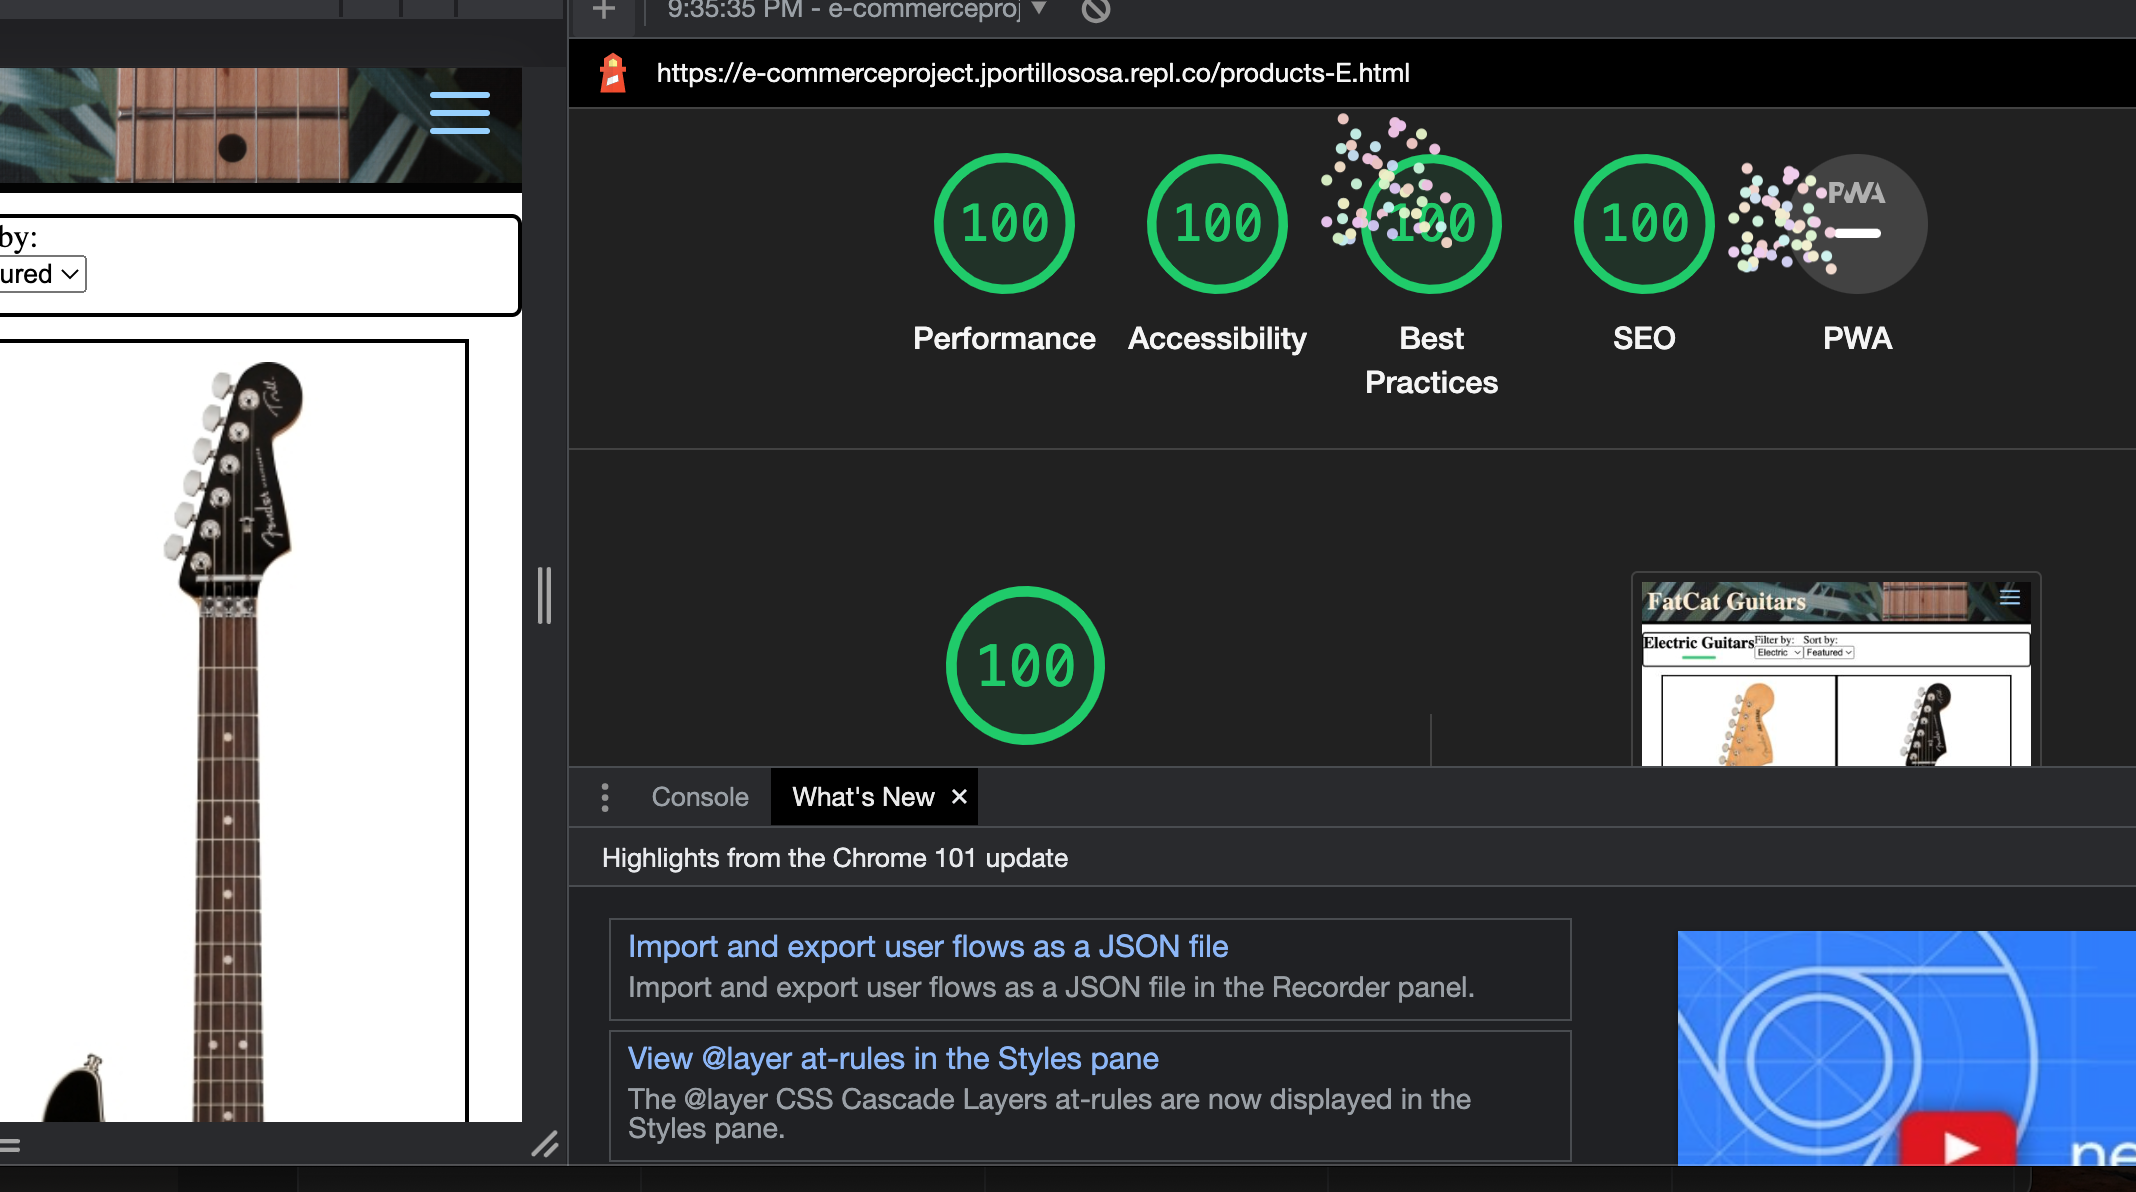 9:35:35 PM - e-commerceproj
https://e-commerceproject.jportillososa.repl.co/products-E.html
100
100
100
100
PWA
Performance
Accessibility
Best Practices
SEO
PWA
by:
ured
Fender
100
FatCat Guitars
Electric Guitars
Filter by:
Sort by:
Electric
Featured
Console
What's New
Highlights from the Chrome 101 update
Import and export user flows as a JSON file
Import and export user flows as a JSON file in the Recorder panel.
View @layer at-rules in the Styles pane
The @layer CSS Cascade Layers at-rules are now displayed in the
Styles pane.
ne